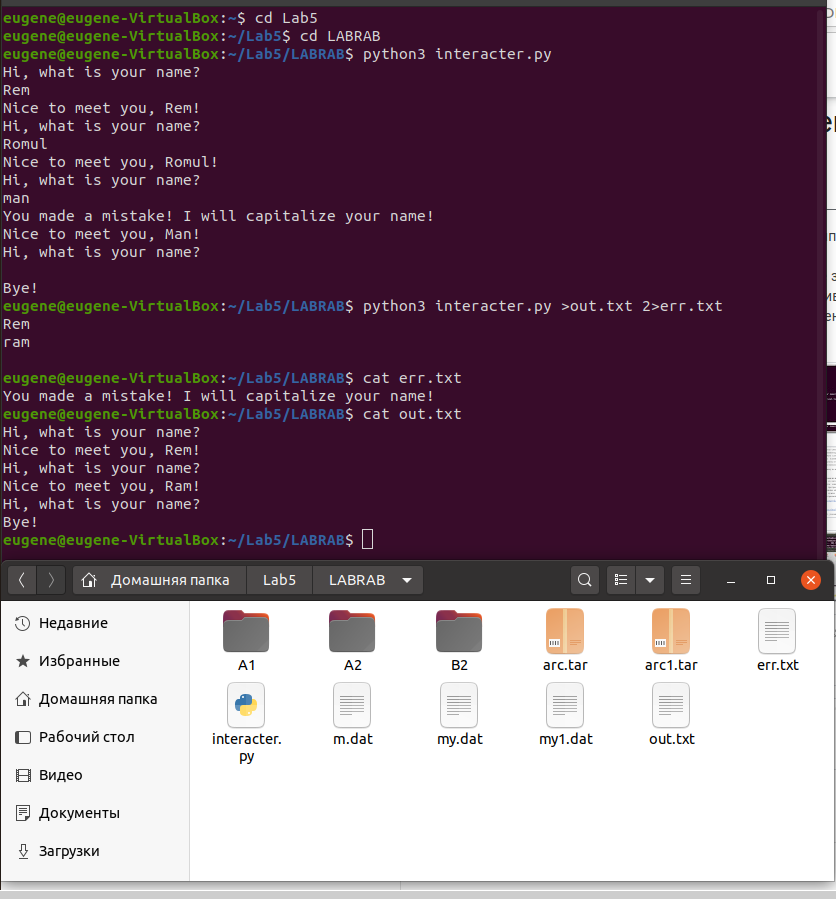 eugene@eugene-VirtualBox:~$ cd Lab5
eugene@eugene-VirtualBox:~/Lab5$ cd LABRAB
eugene@eugene-VirtualBox:~/Lab5/LABRAB$ python3 interacter.py
Hi, what is your name?
Rem
Nice to meet you, Rem!
Hi, what is your name?
Romul
Nice to meet you, Romul!
Hi, what is your name?
man
You made a mistake! I will capitalize your name!
Nice to meet you, Man!
Hi, what is your name?
Bye!
eugene@eugene-VirtualBox:~/Lab5/LABRAB$ python3 interacter.py >out.txt 2>err.txt
Rem
ram
eugene@eugene-VirtualBox:~/Lab5/LABRAB$ cat err.txt
You made a mistake! I will capitalize your name!
eugene@eugene-VirtualBox:~/Lab5/LABRAB$ cat out.txt
Hi, what is your name?
Nice to meet you, Rem!
Hi, what is your name?
Nice to meet you, Ram!
Hi, what is your name?
Bye!
eugene@eugene-VirtualBox:~/Lab5/LABRAB$
Домашняя папка Lab5 LABRAB
Недавние
Избранные
Домашняя папка
Рабочий стол
Видео
Документы
Загрузки
A1 A2 B2 arc.tar arc1.tar err.txt
interacter. m.dat my.dat my1.dat out.txt
py